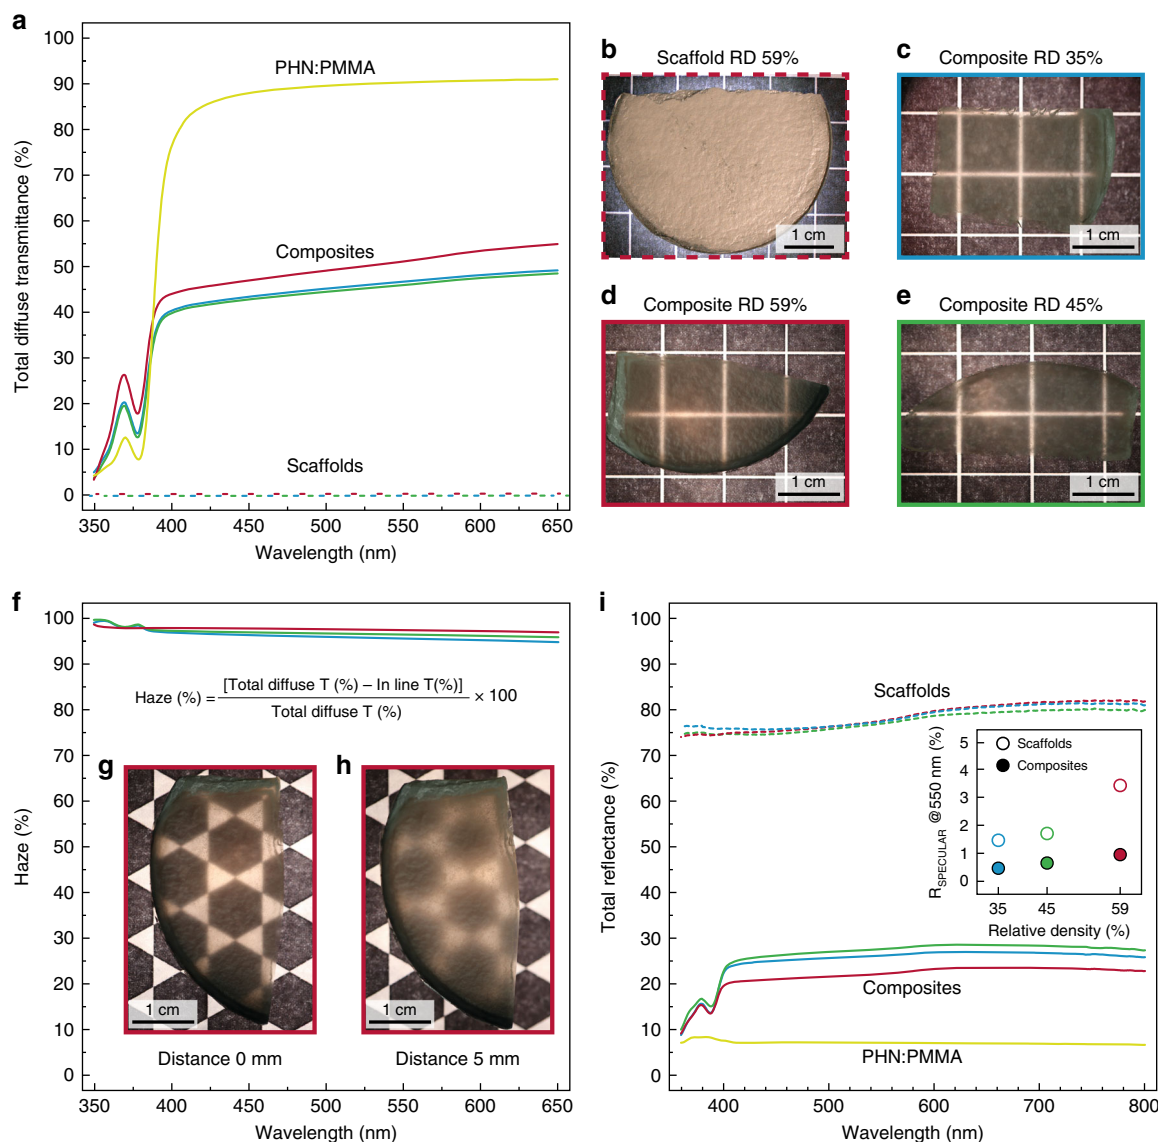 a
100
90
80
70
60
50
40
30
20
10
0
Total diffuse transmittance (%)
PHN:PMMA
Composites
Scaffolds
350 400 450 500 550 600 650
Wavelength (nm)
b
Scaffold RD 59%
1 cm
c
Composite RD 35%
1 cm
d
Composite RD 59%
1 cm
e
Composite RD 45%
1 cm
f
100
90
80
70
60
50
40
30
20
10
0
Haze (%)
Haze (%) = [Total diffuse T (%) – In line T(%)] × 100
Total diffuse T (%)
g
1 cm
Distance 0 mm
h
1 cm
Distance 5 mm
350 400 450 500 550 600 650
Wavelength (nm)
i
100
90
80
70
60
50
40
30
20
10
0
Total reflectance (%)
Scaffolds
R_SPECULAR @550 nm (%)
5
4
3
2
1
0
Scaffolds
Composites
35 45 59
Relative density (%)
Composites
PHN:PMMA
400 500 600 700 800
Wavelength (nm)